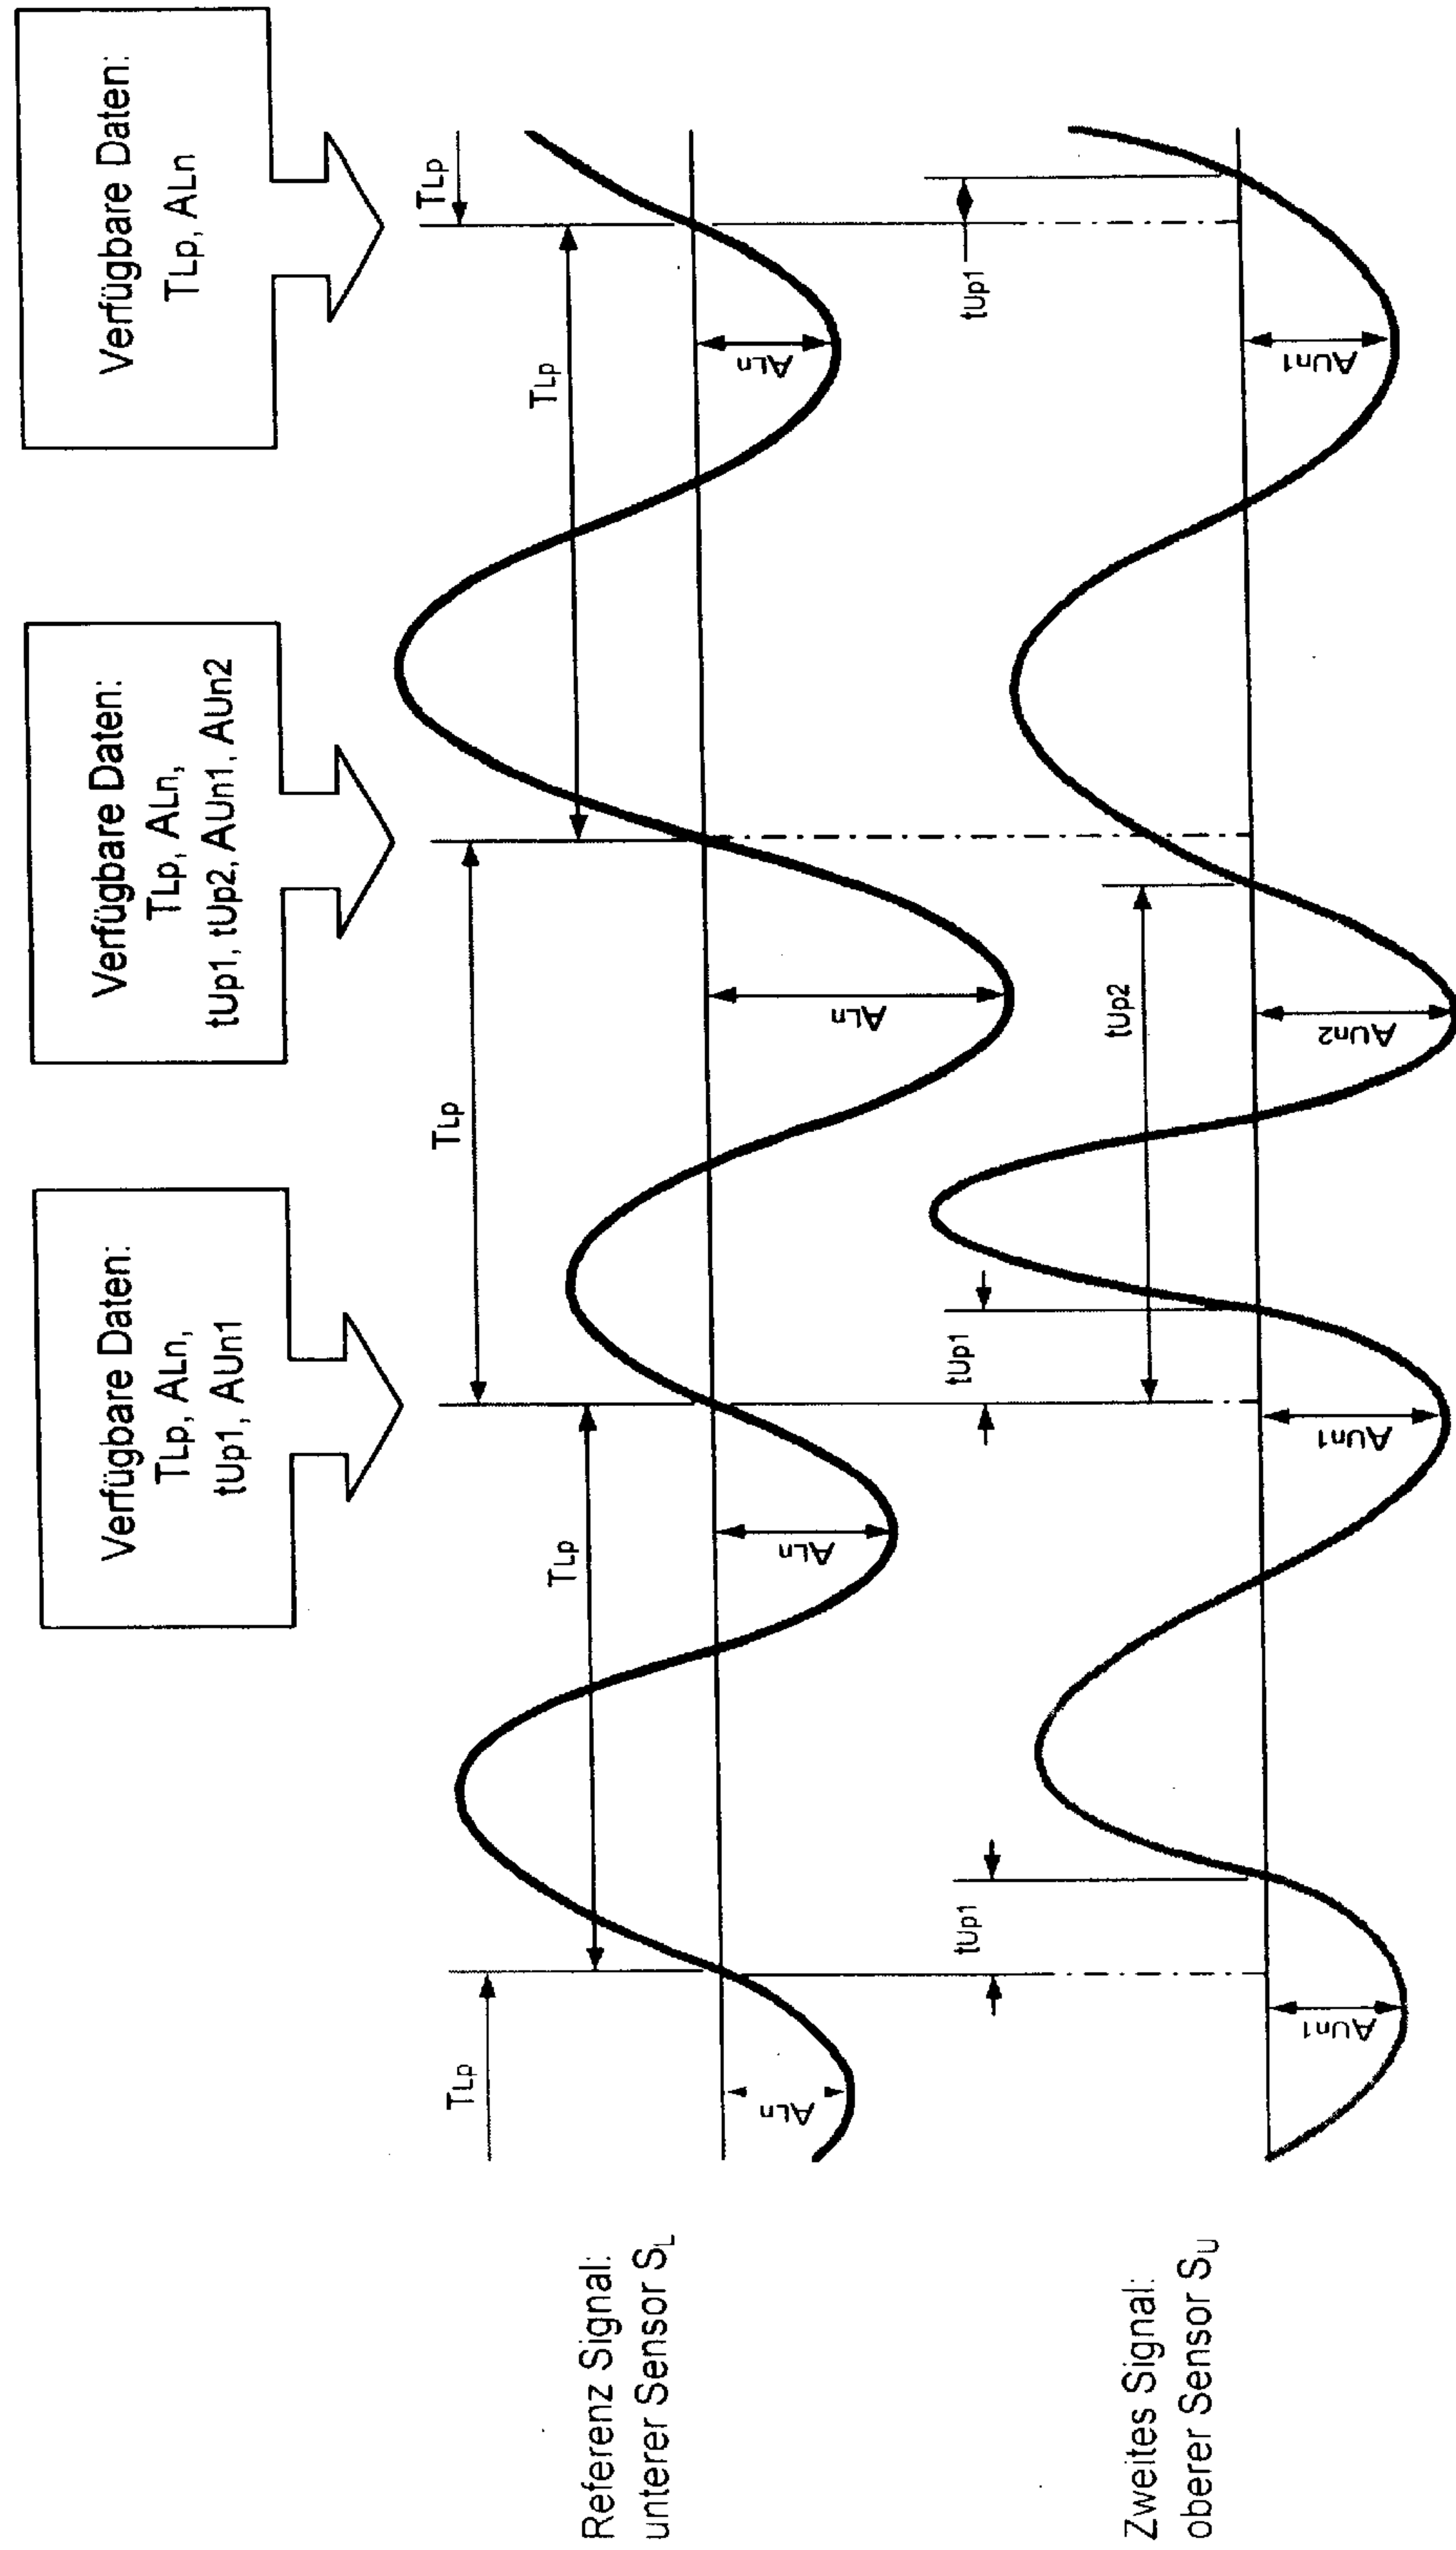 Verfügbare Daten:
TLp, ALn,
tUp1, AUn1
Verfügbare Daten:
TLp, ALn,
tUp1, tUp2, AUn1, AUn2
Verfügbare Daten:
TLp, ALn
Referenz Signal:
unterer Sensor SL
TLp
TLp
TLp
TLp
TLp
ALn
ALn
ALn
ALn
Zweites Signal:
oberer Sensor SU
tUp1
tUp1
tUp2
tUp1
AUn1
AUn1
AUn2
AUn1